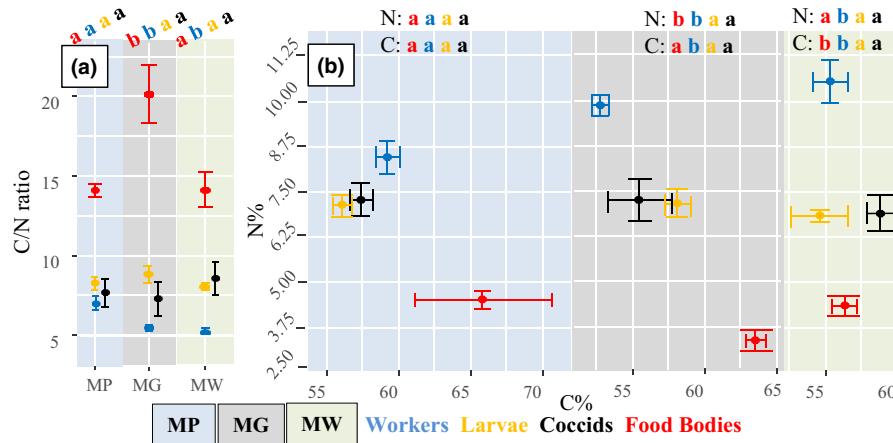 a a a a b b a a a b a a
(a)
C/N ratio
20
15
10
5
MP MG MW
N: a a a a
C: a a a a
N: b b a a
C: a b a a
N: a b a a
C: b b a a
(b)
N%
11.25
10.00
8.75
7.50
6.25
5.00
3.75
2.50
55 60 65 70 55 60 65 55 60
C%
MP MG MW Workers Larvae Coccids Food Bodies